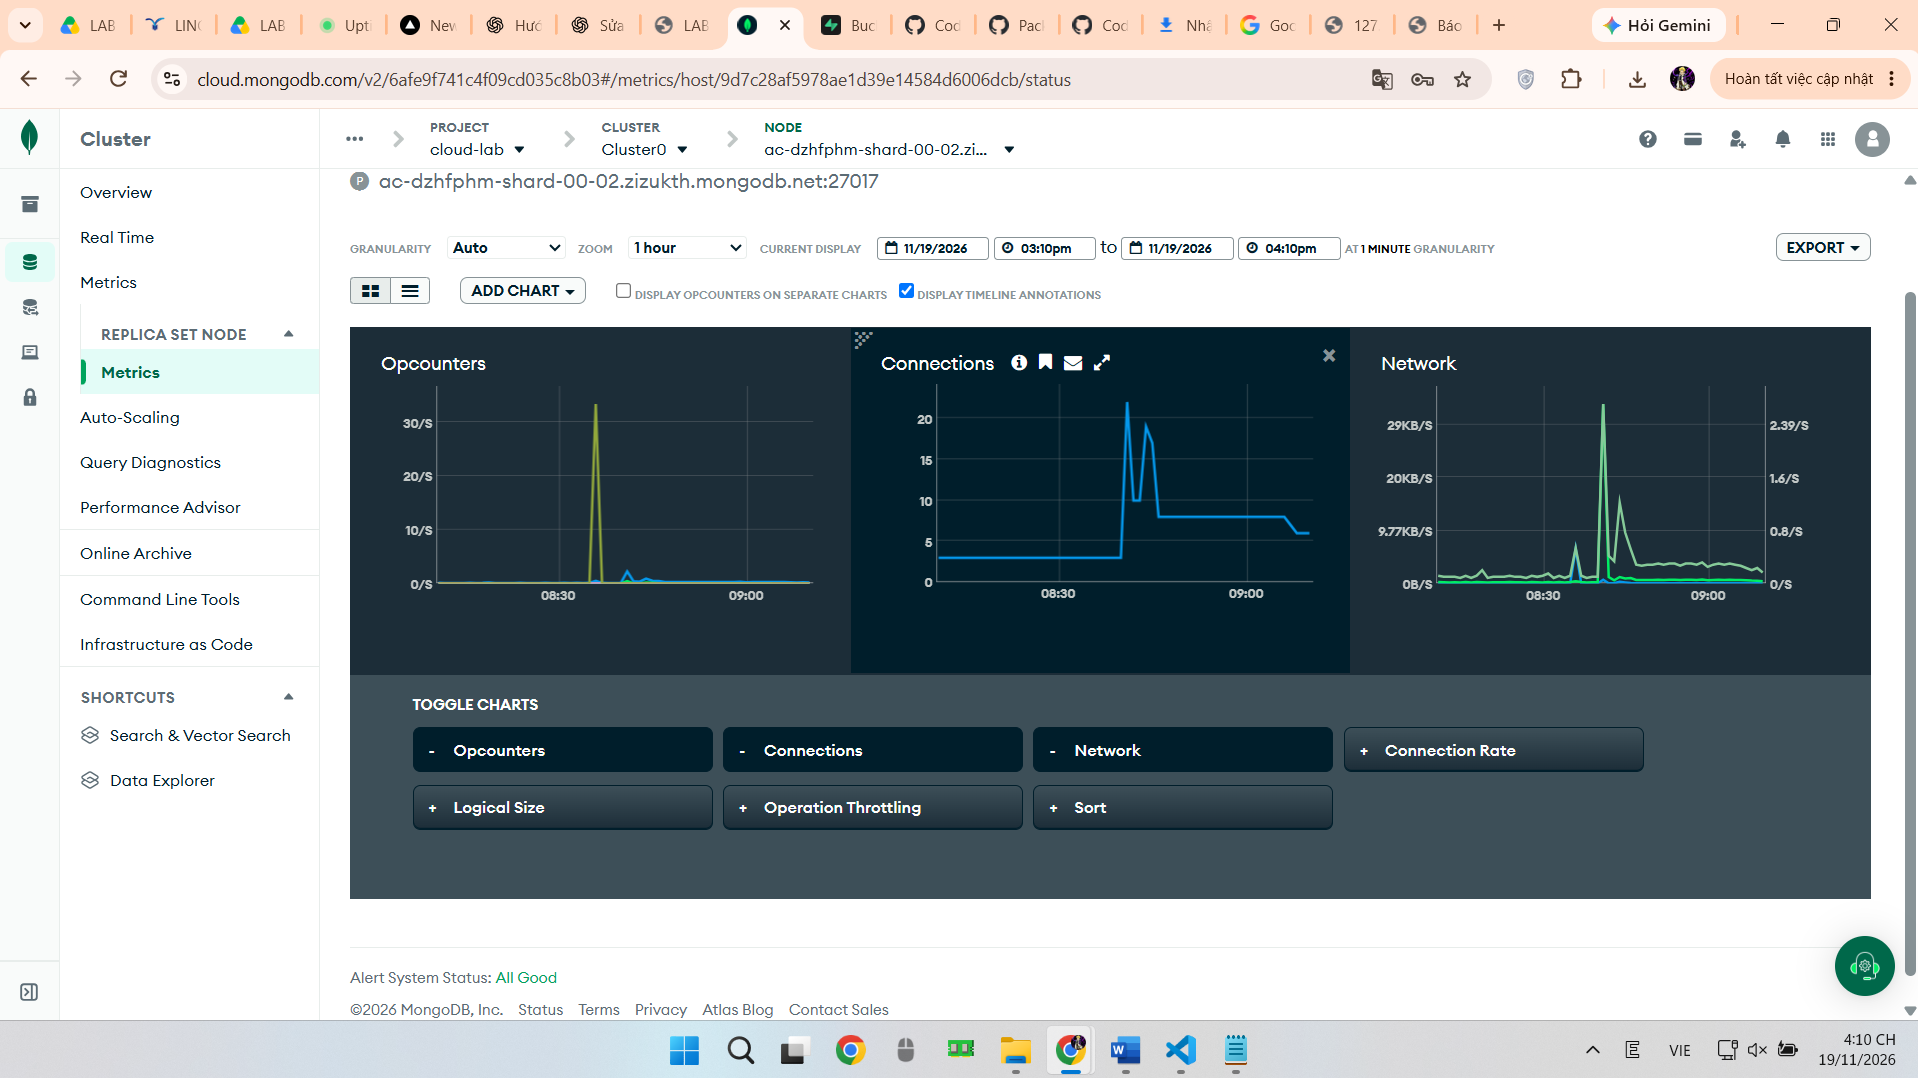 LAB
LINC
LAB
Upti
New
Hướ
Sửa
LAB
Buc
Cod
Pac
Cod
Nhậ
Goc
127
Báo
Hỏi Gemini
cloud.mongodb.com/v2/6afe9f741c4f09cd035c8b03#/metrics/host/9d7c28af5978ae1d39e14584d6006dcb/status
Hoàn tất việc cập nhật
Cluster
PROJECT
cloud-lab
CLUSTER
Cluster0
NODE
ac-dzhfphm-shard-00-02.zi...
Overview
Real Time
Metrics
REPLICA SET NODE
Metrics
Auto-Scaling
Query Diagnostics
Performance Advisor
Online Archive
Command Line Tools
Infrastructure as Code
SHORTCUTS
Search & Vector Search
Data Explorer
P ac-dzhfphm-shard-00-02.zizukth.mongodb.net:27017
GRANULARITY Auto ZOOM 1 hour CURRENT DISPLAY 11/19/2026 03:10pm to 11/19/2026 04:10pm AT 1 MINUTE GRANULARITY
EXPORT
ADD CHART
DISPLAY OPCOUNTERS ON SEPARATE CHARTS
DISPLAY TIMELINE ANNOTATIONS
Opcounters
30/S
20/S
10/S
0/S
08:30 09:00
Connections
20
15
10
5
0
08:30 09:00
Network
29KB/S
20KB/S
9.77KB/S
0B/S
2.39/S
1.6/S
0.8/S
0/S
08:30 09:00
TOGGLE CHARTS
- Opcounters
- Connections
- Network
+ Connection Rate
+ Logical Size
+ Operation Throttling
+ Sort
Alert System Status: All Good
©2026 MongoDB, Inc. Status Terms Privacy Atlas Blog Contact Sales
VIE
4:10 CH
19/11/2026